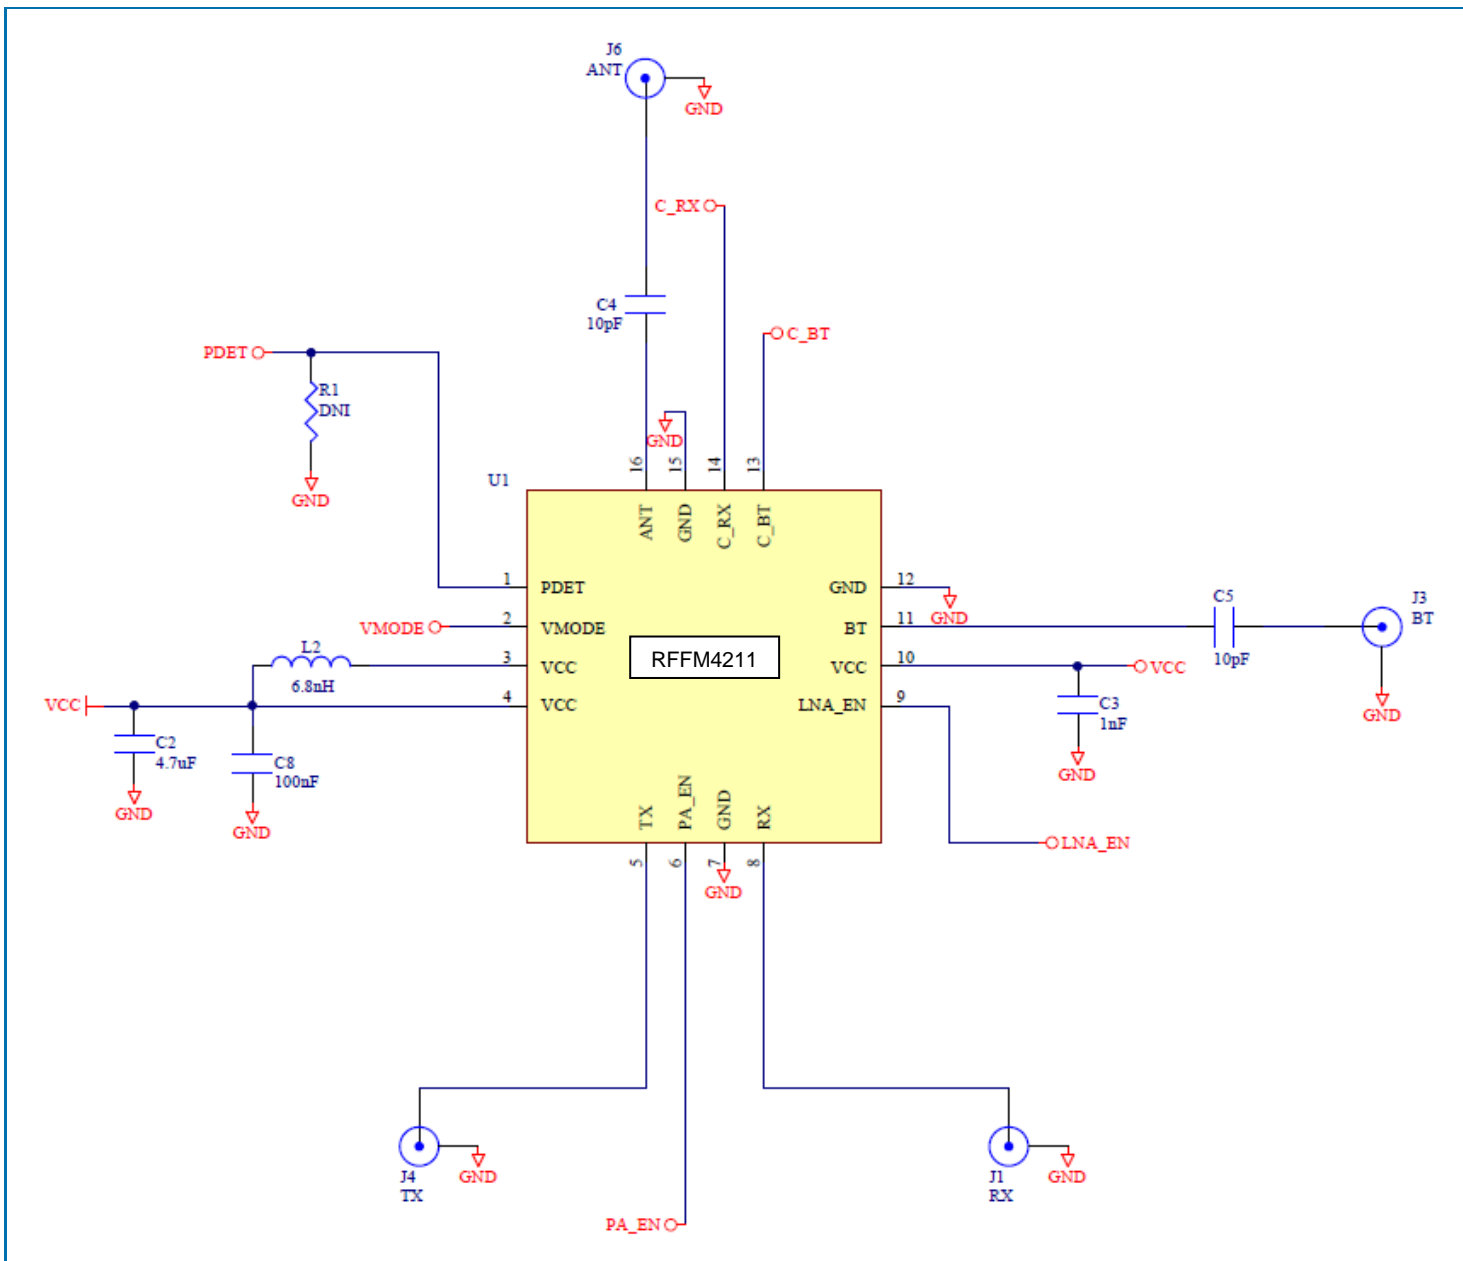 J6
ANT
GND
C_RX
C4
10pF
C_BT
PDET
R1
DNI
GND
GND
16
15
14
13
U1
ANT
GND
C_RX
C_BT
1
PDET
GND
12
GND
C5
10pF
J3
BT
GND
VMODE
2
VMODE
BT
11
RFFM4211
L2
6.8nH
3
VCC
VCC
10
VCC
VCC
4
VCC
LNA_EN
9
C3
1nF
GND
C2
4.7uF
GND
C8
100nF
GND
TX
PA_EN
GND
RX
LNA_EN
5
6
7
8
GND
J4
TX
GND
J1
RX
GND
PA_EN